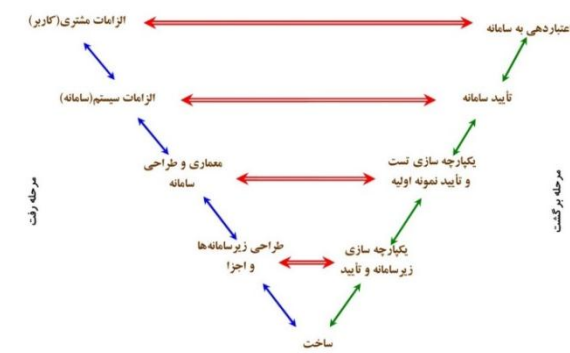 الزامات مشتری(کاربر)
اعتباردهی به سامانه
الزامات سیستم(سامانه)
تأیید سامانه
معماری و طراحی
سامانه
یکپارچه سازی تست
و تأیید نمونه اولیه
مرحله رفت
مرحله برگشت
طراحی زیرسامانه‌ها
و اجزا
یکپارچه سازی
زیرسامانه و تأیید
ساخت